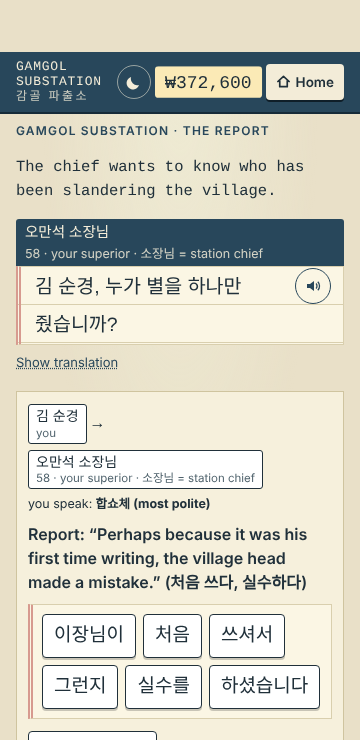 GAMGOL
SUBSTATION
감골 파출소
₩372,600
Home
GAMGOL SUBSTATION · THE REPORT
The chief wants to know who has
been slandering the village.
오만석 소장님
58 · your superior · 소장님 = station chief
김 순경, 누가 별을 하나만
줬습니까?
Show translation
김 순경
you
→
오만석 소장님
58 · your superior · 소장님 = station chief
you speak: 합쇼체 (most polite)
Report: “Perhaps because it was his
first time writing, the village head
made a mistake.” (처음 쓰다, 실수하다)
이장님이 처음 쓰셔서
그런지 실수를 하셨습니다